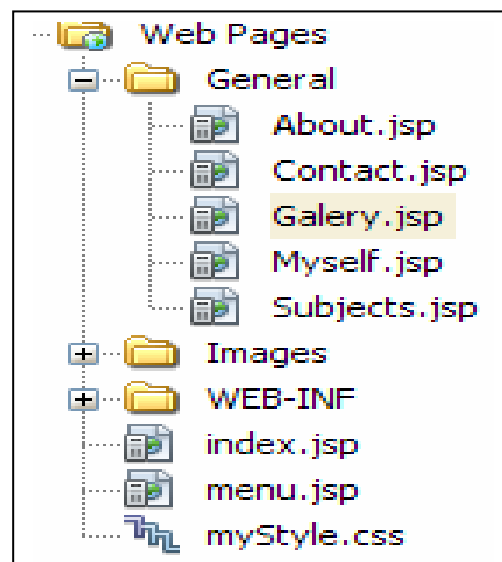 Web Pages
General
About.jsp
Contact.jsp
Galery.jsp
Myself.jsp
Subjects.jsp
Images
WEB-INF
index.jsp
menu.jsp
myStyle.css